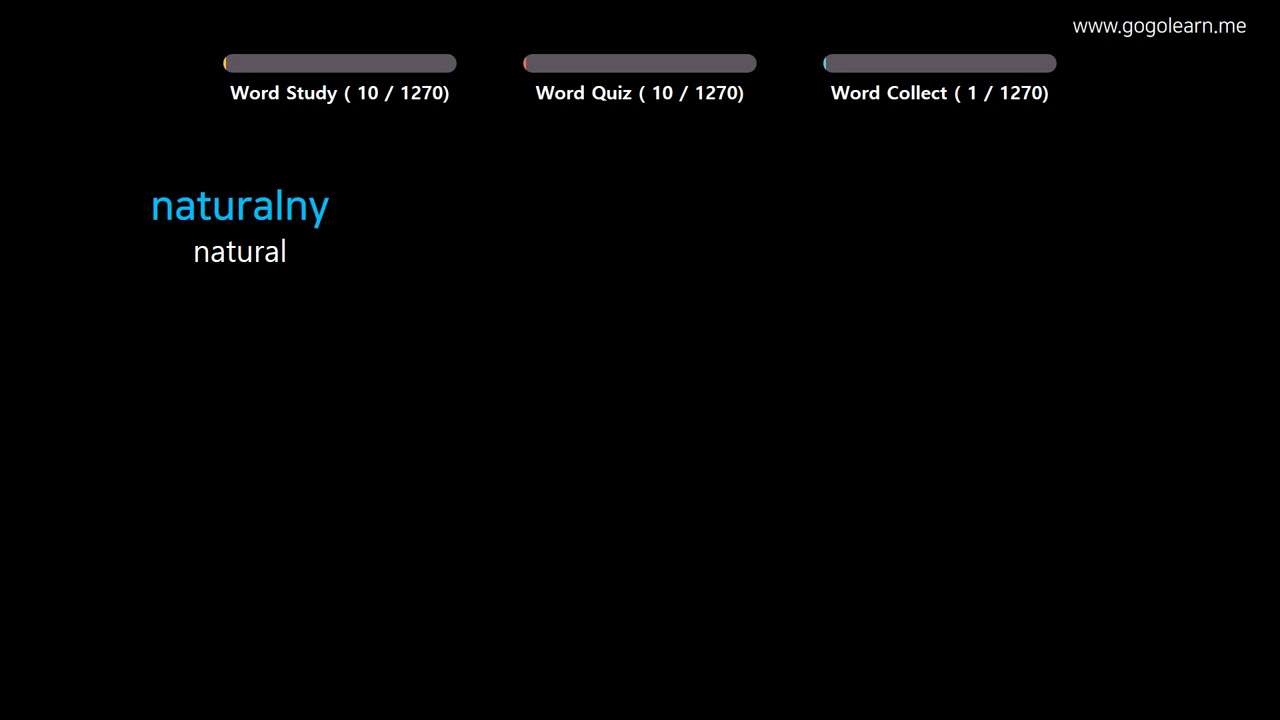 www.gogolearn.me
Word Study ( 10 / 1270)
Word Quiz ( 10 / 1270)
Word Collect ( 1 / 1270)
naturalny
natural